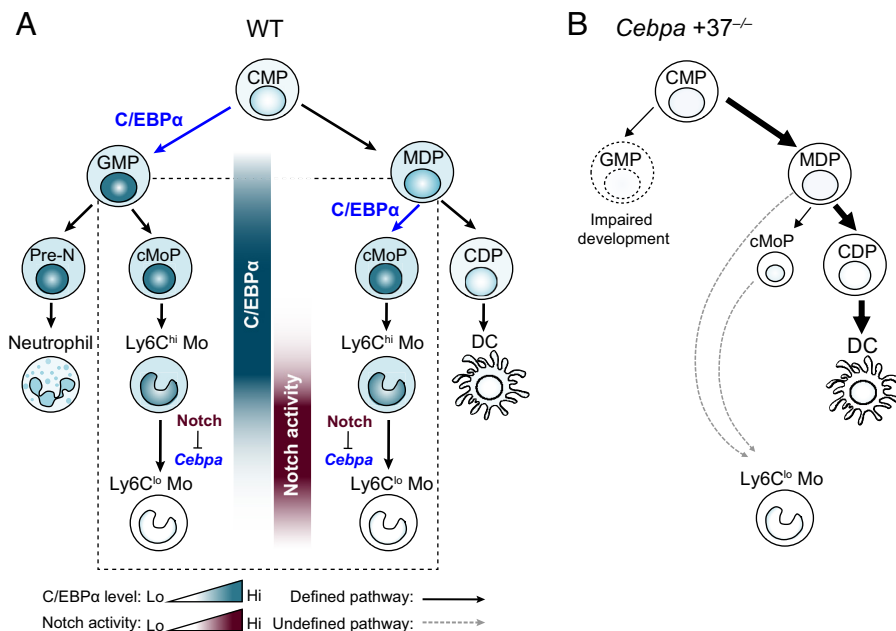 A
WT
CMP
C/EBPα
GMP
MDP
C/EBPα
Pre-N
cMoP
cMoP
CDP
C/EBPα
Neutrophil
Ly6Chi Mo
Ly6Chi Mo
DC
Notch activity
Notch
Cebpa
Notch
Cebpa
Ly6Clo Mo
Ly6Clo Mo
C/EBPα level: Lo Hi
Defined pathway:
Notch activity: Lo Hi
Undefined pathway:
B
Cebpa +37–/–
CMP
GMP
MDP
Impaired
development
cMoP
CDP
DC
Ly6Clo Mo